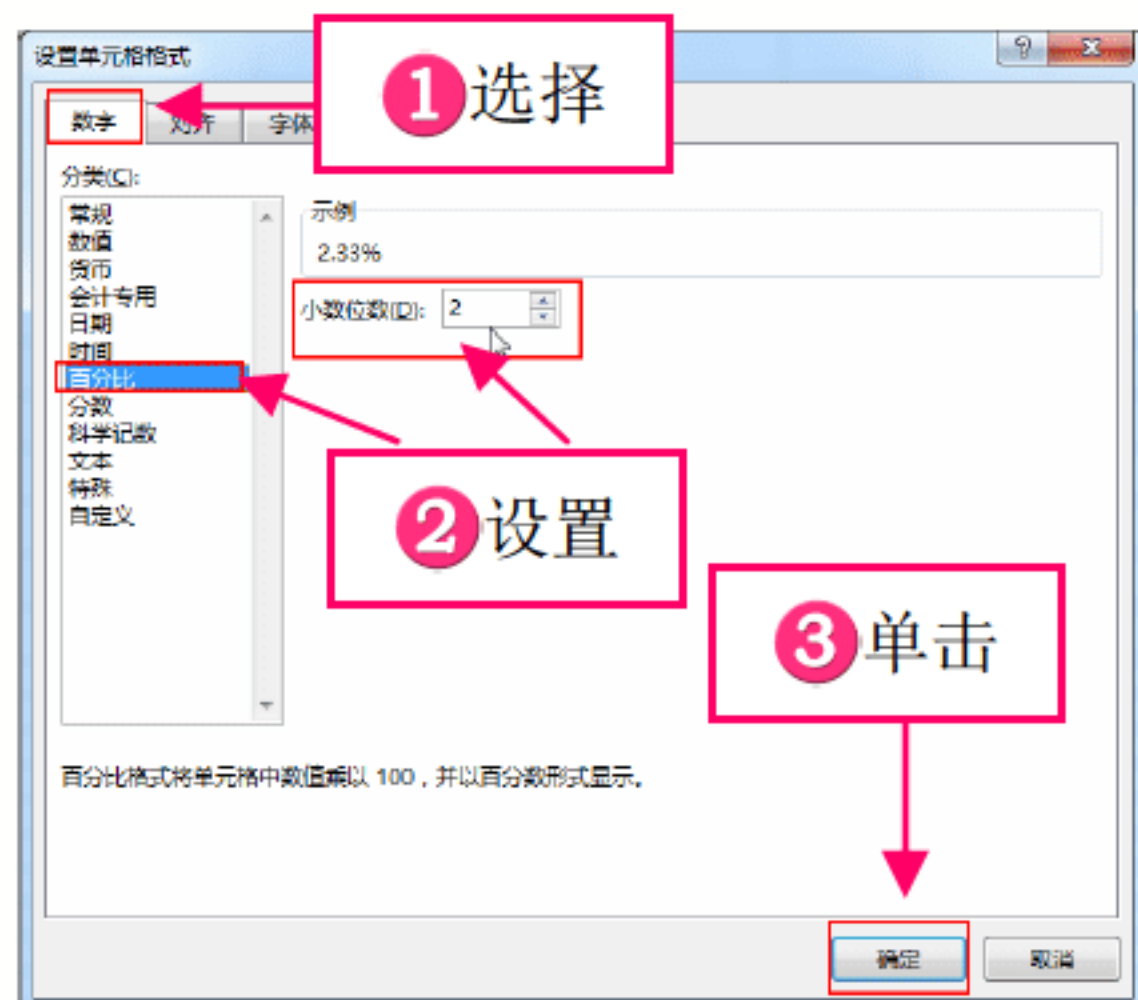 设置单元格格式
❶选择
数字 对齐 字体
分类(C):
常规
数值
货币
会计专用
日期
时间
百分比
分数
科学记数
文本
特殊
自定义
示例
2.33%
小数位数(D): 2
❷设置
❸单击
百分比格式将单元格中数值乘以 100，并以百分数形式显示。
确定 取消